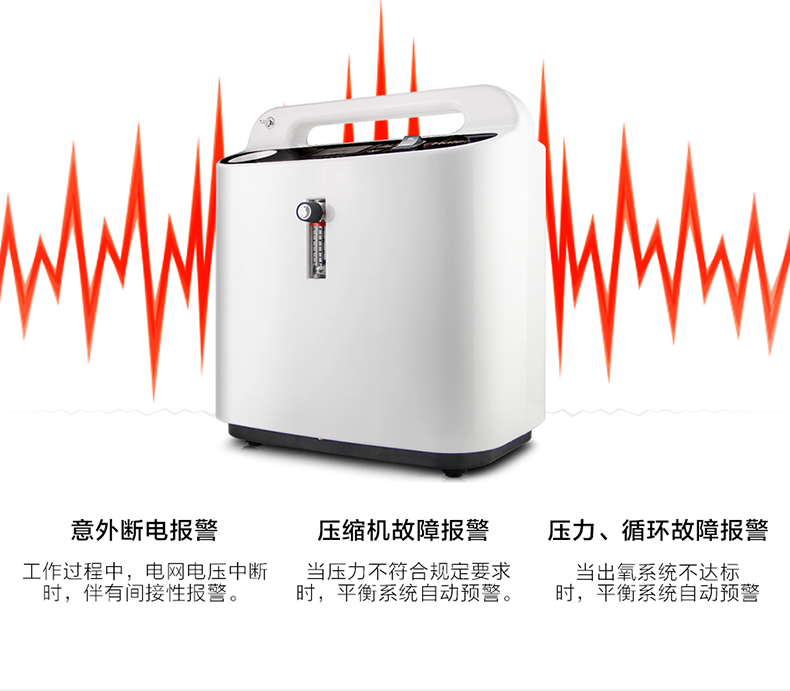 意外断电报警
工作过程中，电网电压中断
时，伴有间接性报警。
压缩机故障报警
当压力不符合规定要求
时，平衡系统自动预警。
压力、循环故障报警
当出氧系统不达标
时，平衡系统自动预警